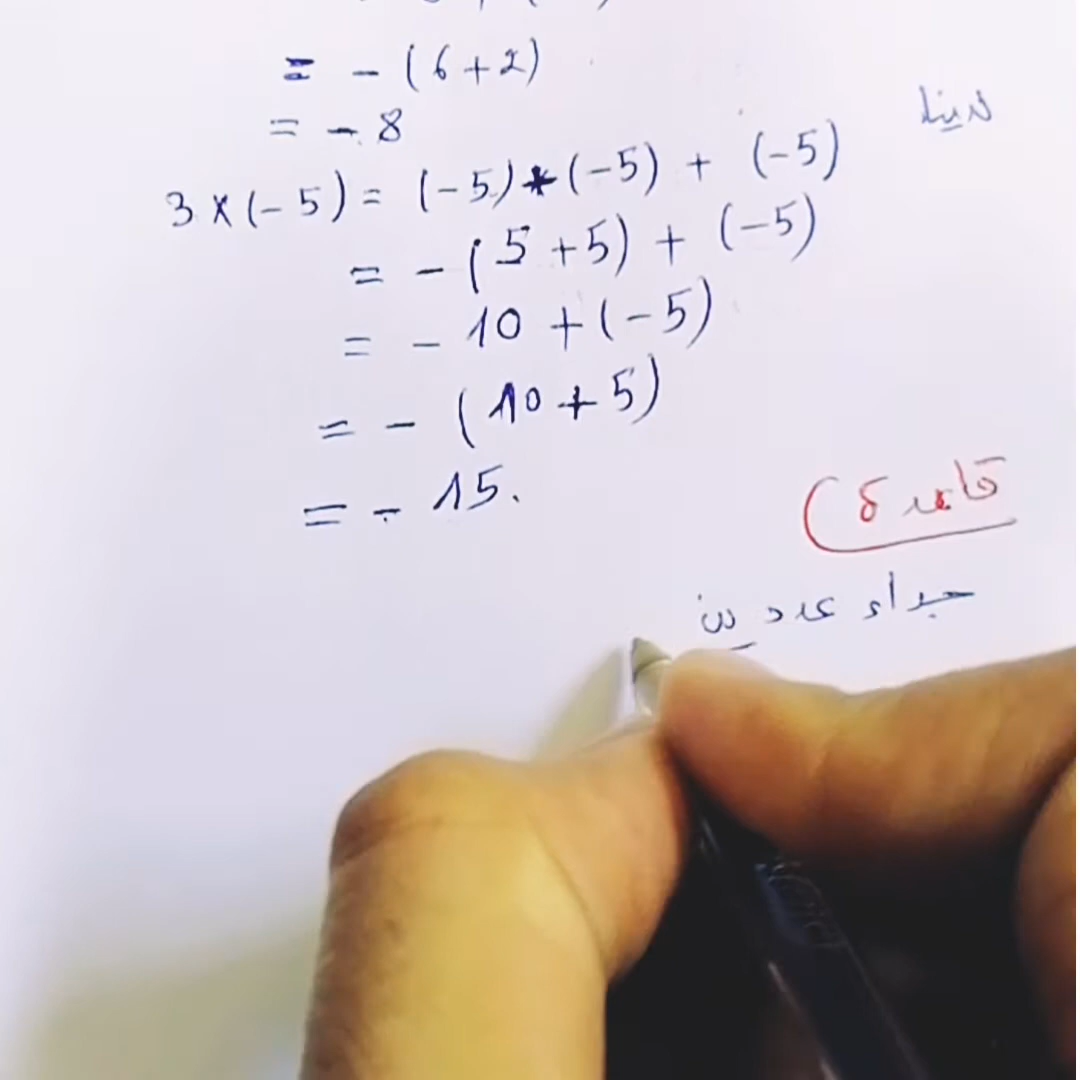 = - (6+2)
= - 8
لدينا
3 × (-5) = (-5) + (-5) + (-5)
= - (5+5) + (-5)
= - 10 + (-5)
= - (10+5)
= - 15.
قاعدة
جداء عددين